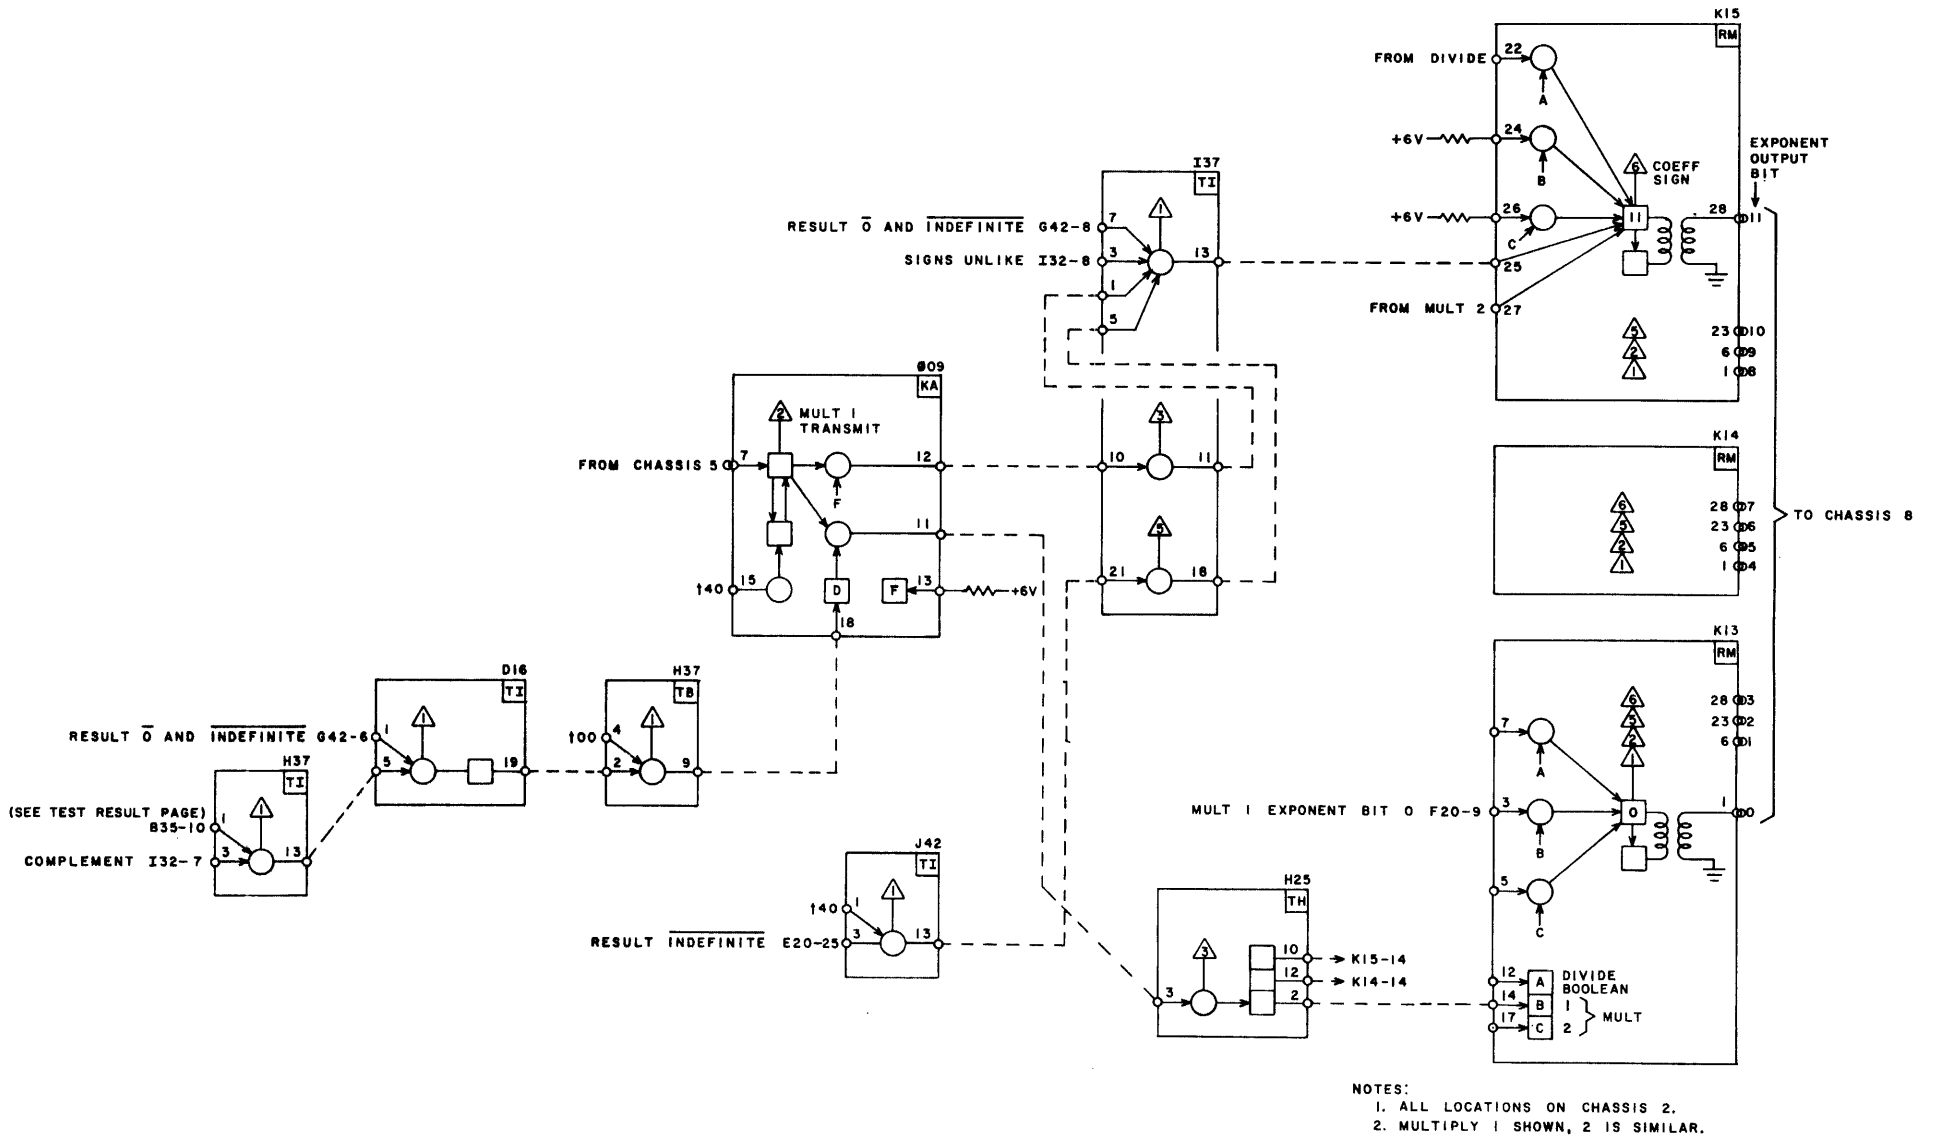 K15
RM
FROM DIVIDE 22
A
+6V 24
B
6 COEFF
SIGN
EXPONENT
OUTPUT
BIT
+6V 26
C
11
28 11
25
FROM MULT 2 27
5 23 10
2 6 9
1 1 8
I37
TI
1
RESULT 0 AND INDEFINITE G42-8 7
SIGNS UNLIKE I32-8 3
13
1
5
3
10 11
5
21 18
009
KA
2 MULT 1
TRANSMIT
FROM CHASSIS 5 7
12
F
11
t40 15
D
F
13 +6V
18
K14
RM
6 28 7
5 23 6
2 6 5
1 1 4
TO CHASSIS 8
D16
TI
1
RESULT 0 AND INDEFINITE G42-6 1
5 19
H37
TB
1
t00 4
2 9
H37
TI
1
(SEE TEST RESULT PAGE)
B35-10 1
COMPLEMENT I32-7 3 13
J42
TI
1
t40 1
RESULT INDEFINITE E20-25 3 13
H25
TH
3
3
10 K15-14
12 K14-14
2
K13
RM
6 28 3
5 23 2
2 6 1
1
7
A
MULT 1 EXPONENT BIT 0 F20-9 3
B
0
1 0
5
C
12 A DIVIDE
BOOLEAN
14 B 1
17 C 2
MULT
NOTES:
1. ALL LOCATIONS ON CHASSIS 2.
2. MULTIPLY 1 SHOWN, 2 IS SIMILAR.